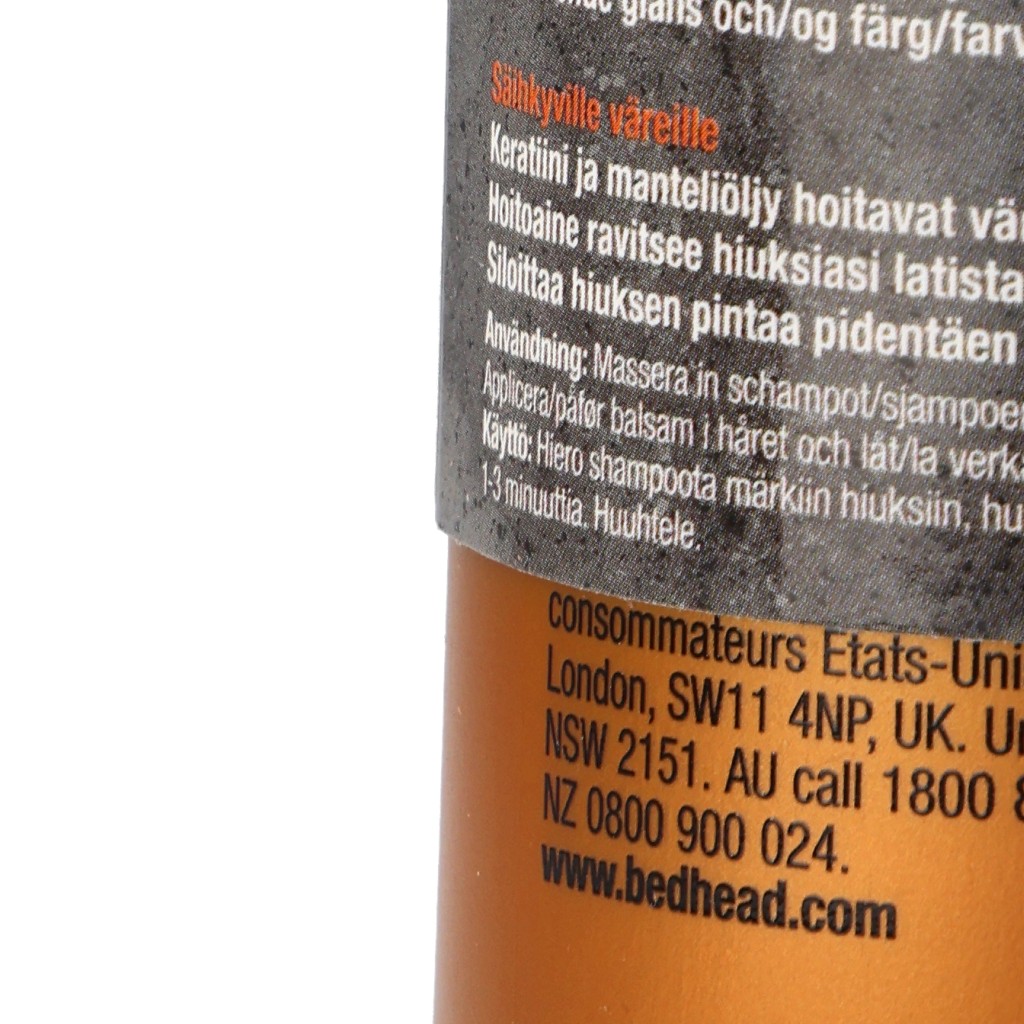 glans och/og färg/farv
Säihkyville väreille
Keratiini ja manteliöljy hoitavat vä
Hoitoaine ravitsee hiuksiasi latista
Siloittaa hiuksen pintaa pidentäen
Användning: Massera in schampot/sjampoe
Applicera/påfør balsam i håret och låt/la verk
Käyttö: Hiero shampoota märkiin hiuksiin, hu
1-3 minuuttia. Huuhtele.
consommateurs Etats-Uni
London, SW11 4NP, UK. U
NSW 2151. AU call 1800
NZ 0800 900 024.
www.bedhead.com